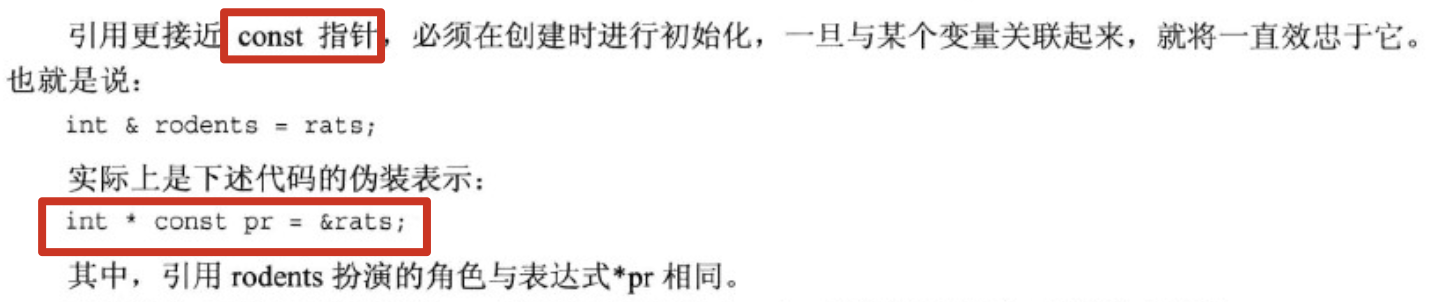 引用更接近 const 指针，必须在创建时进行初始化，一旦与某个变量关联起来，就将一直效忠于它。
也就是说：
int & rodents = rats;
实际上是下述代码的伪装表示：
int * const pr = &rats;
其中，引用 rodents 扮演的角色与表达式*pr 相同。